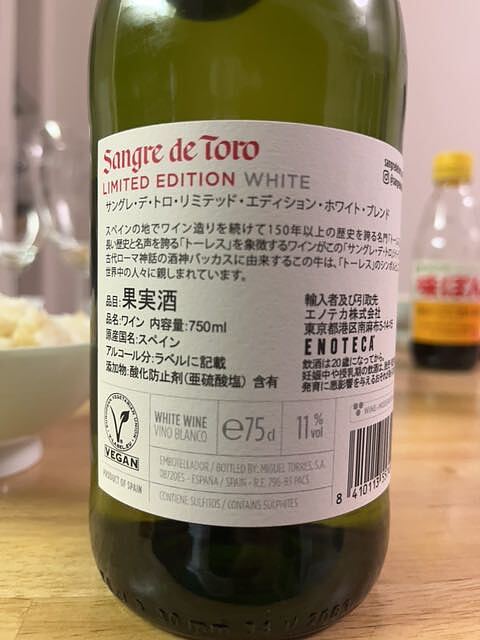 Sangre de Toro
LIMITED EDITION WHITE
サングレ・デ・トロ・リミテッド・エディション・ホワイト・ブレンド
スペインの地でワイン造りを続けて150年以上の歴史を誇る名門
長い歴史と名声を誇る「トーレス」を象徴するワインがこの「サングレ・デ・トロ
古代ローマ神話の酒神バッカスに由来するこの牛は、「トーレス」のシンボル
世界中の人々に親しまれています。
品目: 果実酒
品名: ワイン 内容量: 750ml
原産国名: スペイン
アルコール分: ラベルに記載
添加物: 酸化防止剤(亜硫酸塩) 含有
輸入者及び引取先
エノテカ株式会社
東京都港区南麻布5-14-15
ENOTECA
飲酒は20歳になってから。
妊娠中や授乳期の飲酒は、
発育に悪影響を与えるおそれ
EUROPEAN VEGETARIAN UNION
V-LABEL.EU
VEGAN
PRODUCT OF SPAIN
WHITE WINE
VINO BLANCO
e75cl
11% vol
EMBOTELLADOR / BOTTLED BY: MIGUEL TORRES, S.A.
08720ES - ESPAÑA / SPAIN - R.E. 796-B3 PACS
CONTIENE SULFITOS / CONTAINS SULPHITES
8 410113
味ぽん